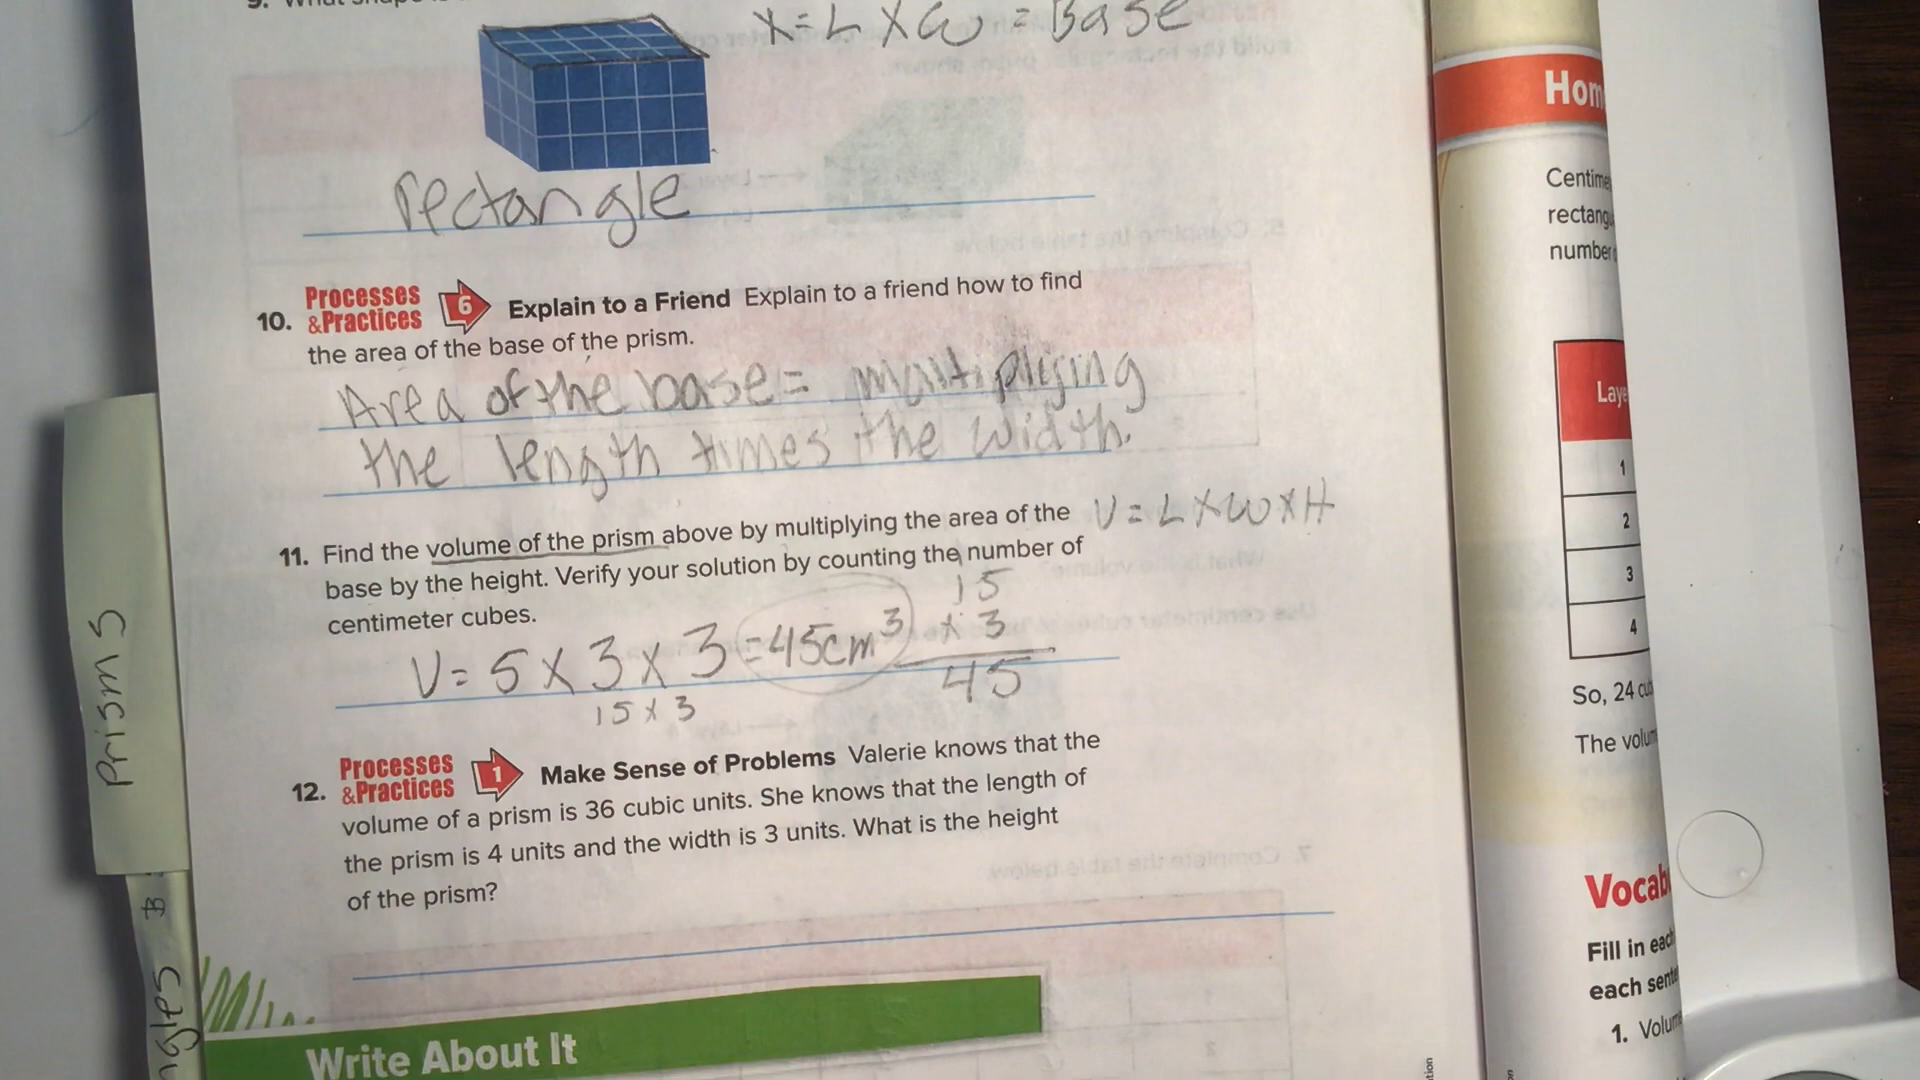 X = L X W = Base
rectangle
10. Processes &Practices 6 Explain to a Friend Explain to a friend how to find
the area of the base of the prism.
Area of the base = multiplying
the length times the width.
11. Find the volume of the prism above by multiplying the area of the V = L X W X H
base by the height. Verify your solution by counting the number of
centimeter cubes.
V = 5 X 3 X 3 = 45cm³
15 x 3
15
x 3
45
12. Processes &Practices 1 Make Sense of Problems Valerie knows that the
volume of a prism is 36 cubic units. She knows that the length of
the prism is 4 units and the width is 3 units. What is the height
of the prism?
Write About It
Prism 5
Hom
Centime
rectang
number
Laye
1
2
3
4
So, 24 cu
The volu
Vocab
Fill in each
each sent
1. Volum